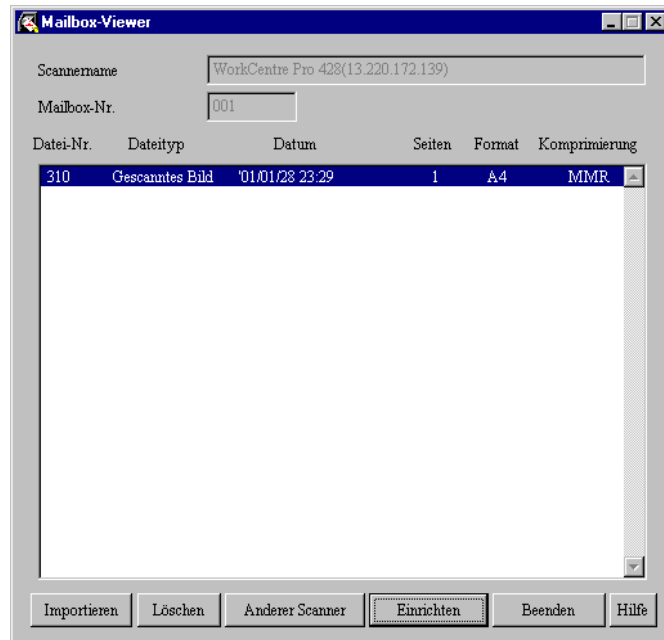 Mailbox-Viewer
Scannername WorkCentre Pro 428(13.220.172.139)
Mailbox-Nr. 001
Datei-Nr. Dateityp Datum Seiten Format Komprimierung
310 Gescanntes Bild '01/01/28 23:29 1 A4 MMR
Importieren Löschen Anderer Scanner Einrichten Beenden Hilfe